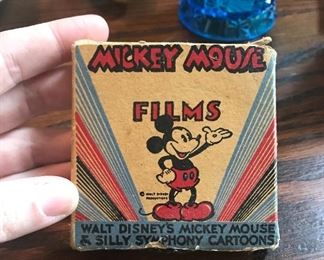 MICKEY MOUSE
FILMS
© WALT DISNEY
PRODUCTIONS
WALT DISNEY'S MICKEY MOUSE
& SILLY SYMPHONY CARTOONS